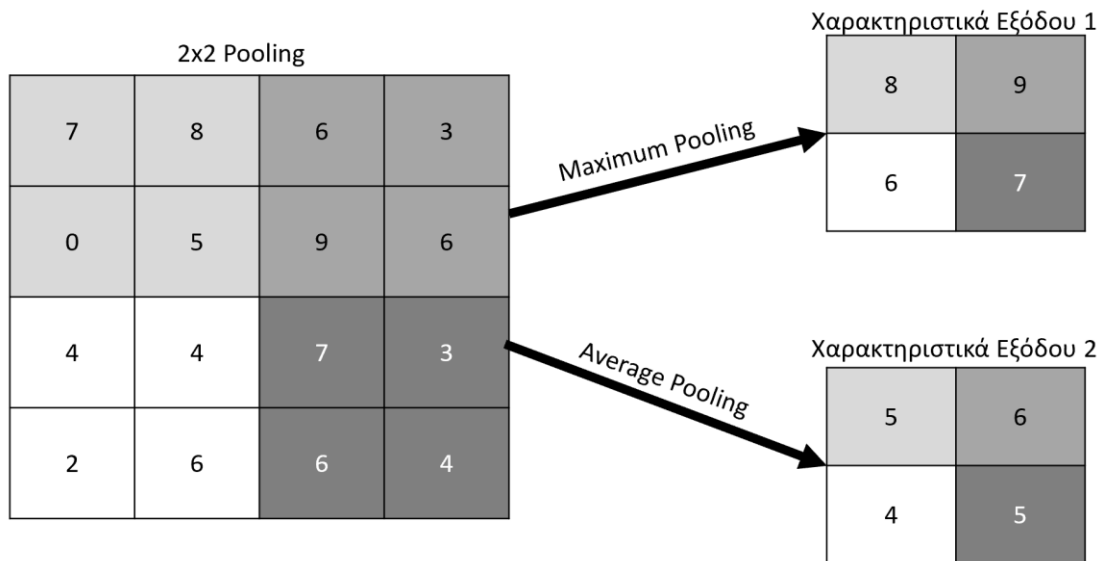 2x2 Pooling
7 8 6 3
0 5 9 6
4 4 7 3
2 6 6 4
Maximum Pooling
Χαρακτηριστικά Εξόδου 1
8 9
6 7
Average Pooling
Χαρακτηριστικά Εξόδου 2
5 6
4 5